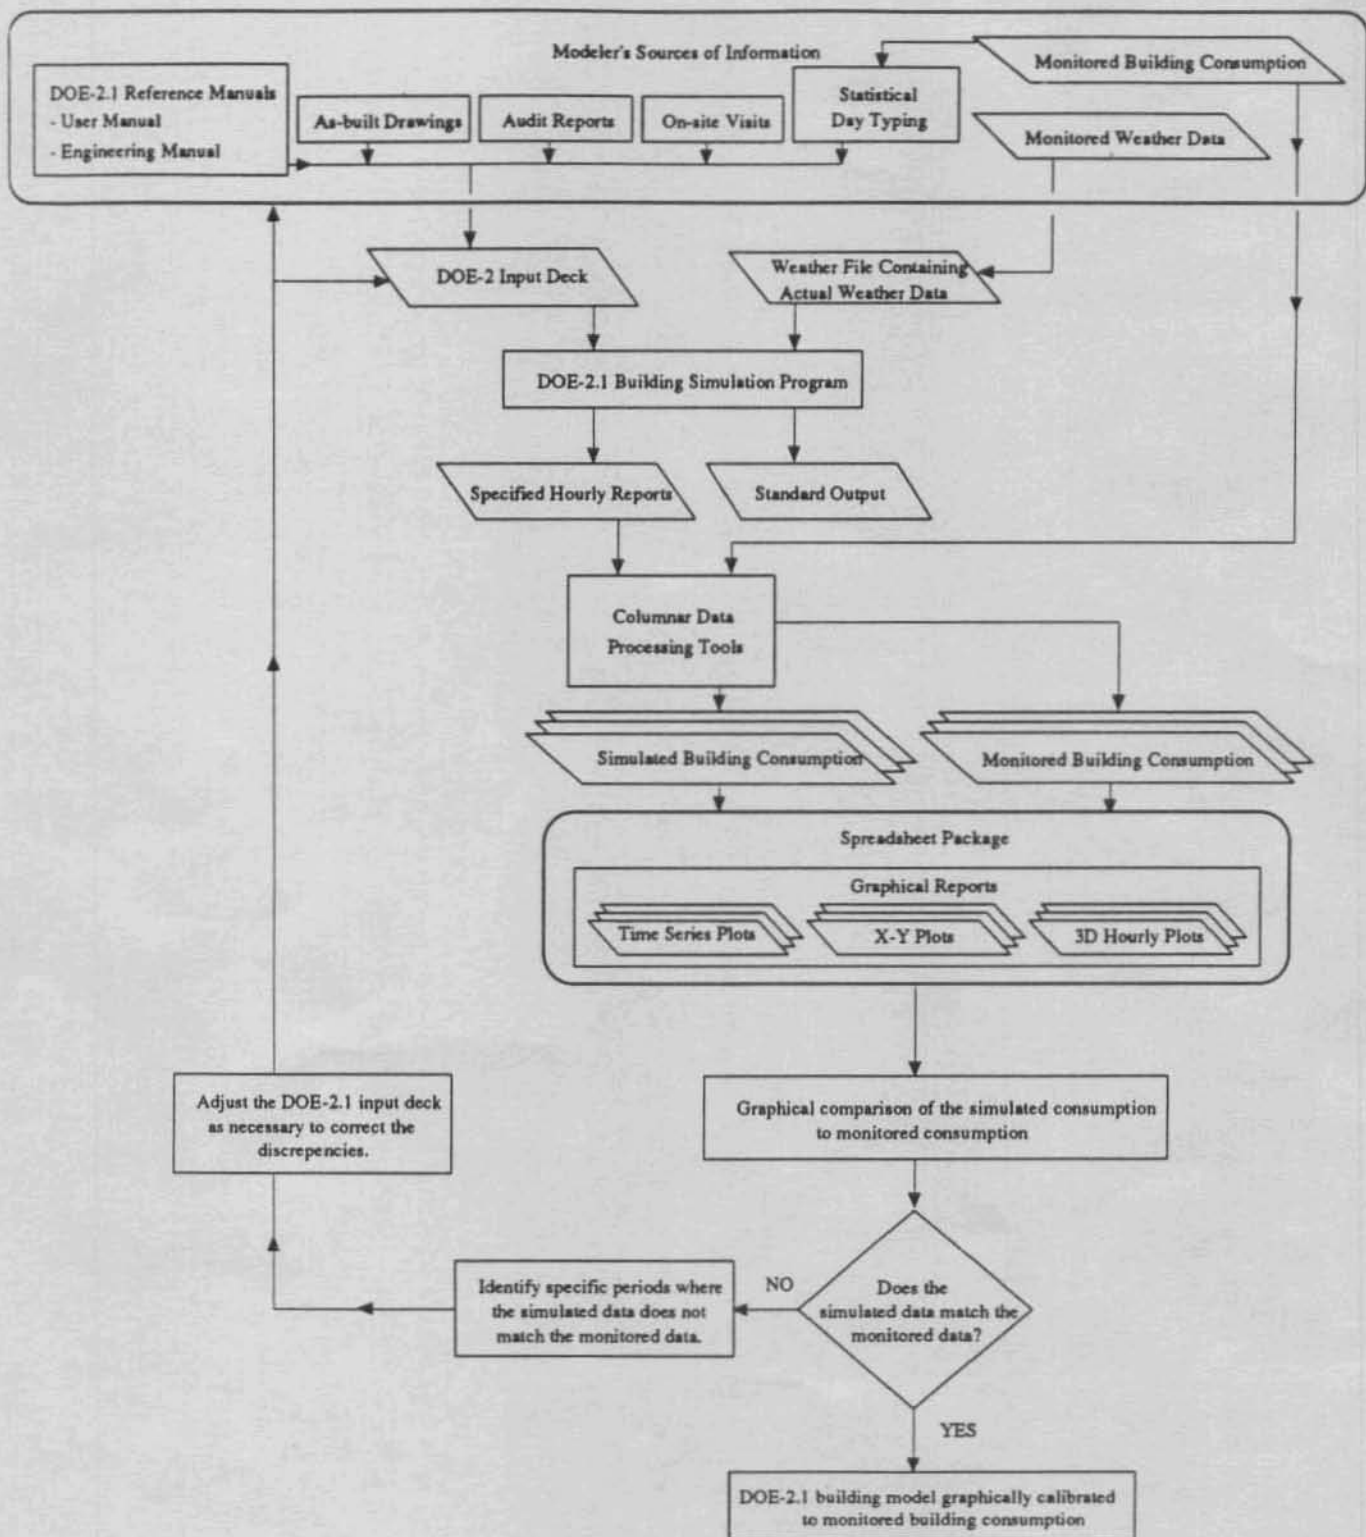 Modeler's Sources of Information
DOE-2.1 Reference Manuals
- User Manual
- Engineering Manual
As-built Drawings
Audit Reports
On-site Visits
Statistical
Day Typing
Monitored Building Consumption
Monitored Weather Data
DOE-2 Input Deck
Weather File Containing
Actual Weather Data
DOE-2.1 Building Simulation Program
Specified Hourly Reports
Standard Output
Columnar Data
Processing Tools
Simulated Building Consumption
Monitored Building Consumption
Spreadsheet Package
Graphical Reports
Time Series Plots
X-Y Plots
3D Hourly Plots
Graphical comparison of the simulated consumption
to monitored consumption
Does the
simulated data match the
monitored data?
NO
Identify specific periods where
the simulated data does not
match the monitored data.
Adjust the DOE-2.1 input deck
as necessary to correct the
discrepencies.
YES
DOE-2.1 building model graphically calibrated
to monitored building consumption